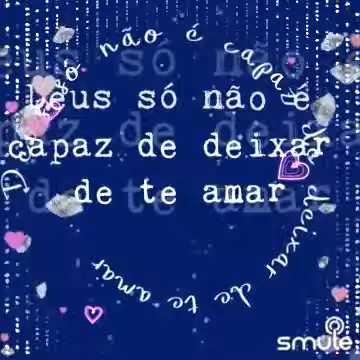 Deus só não é
capaz de deixar
de te amar
Deus só não é capaz de deixar de te amar
smule